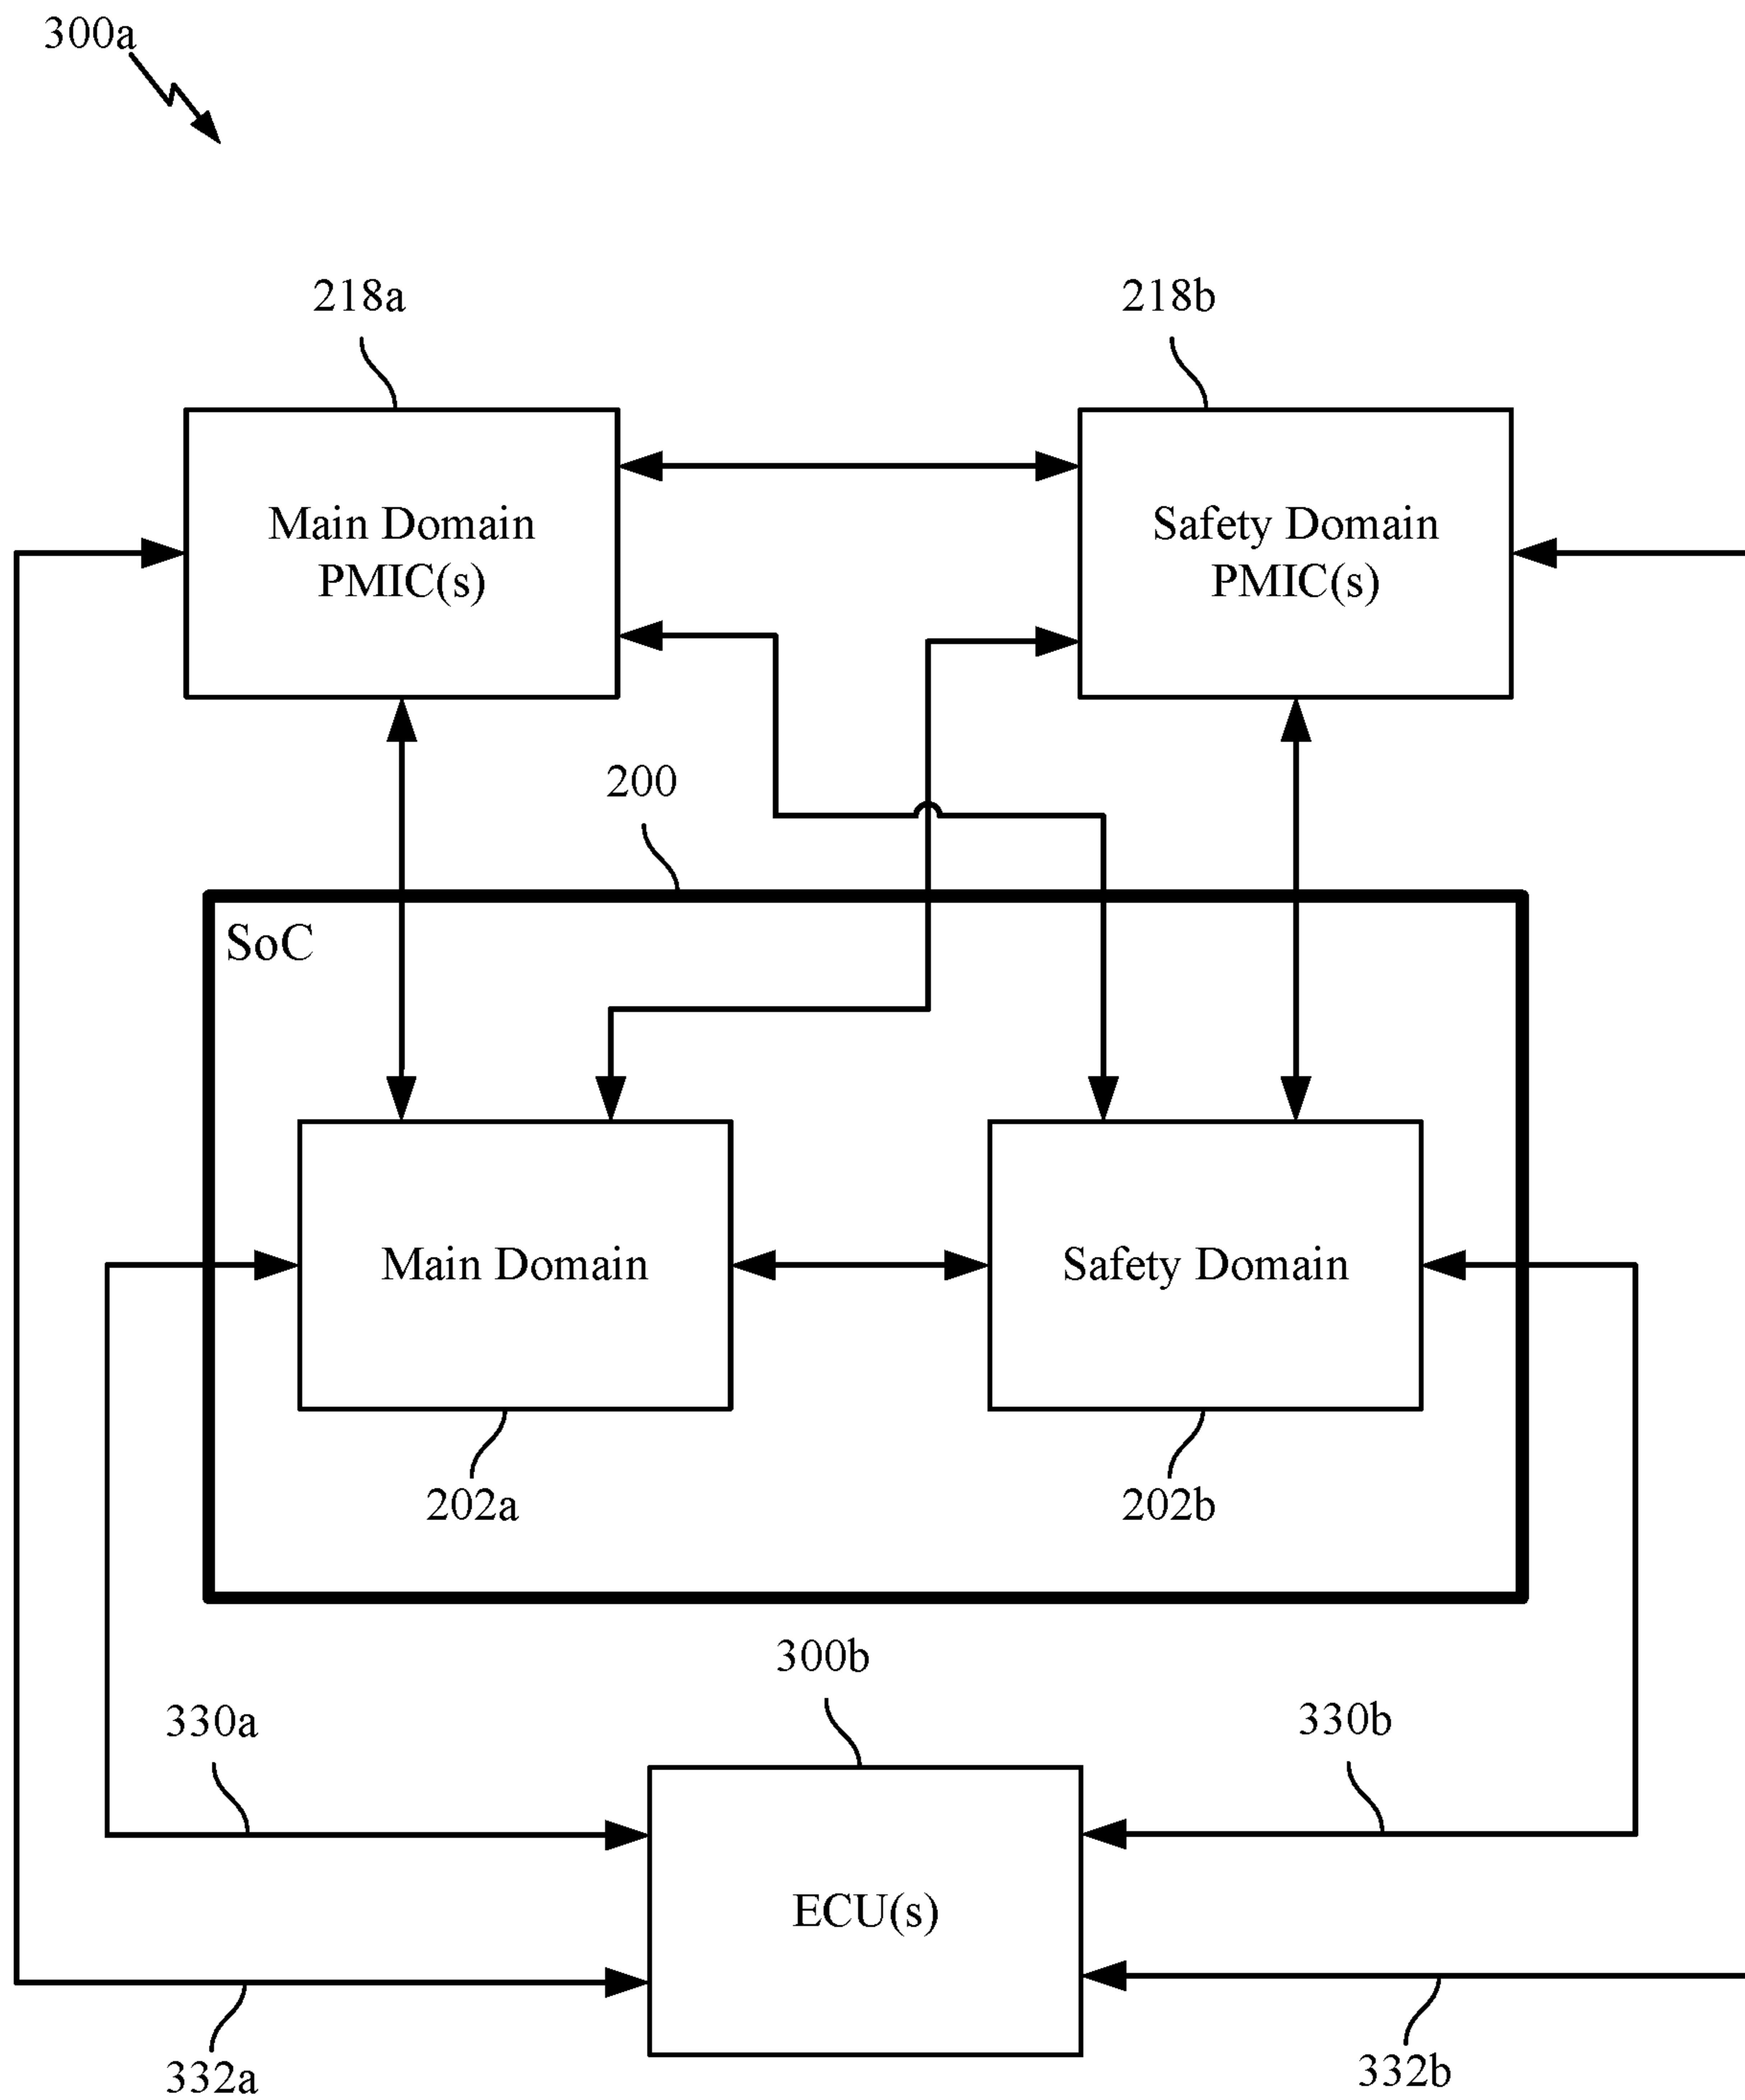 300a
218a
218b
Main Domain
PMIC(s)
Safety Domain
PMIC(s)
200
SoC
Main Domain
Safety Domain
202a
202b
300b
330a
330b
ECU(s)
332a
332b